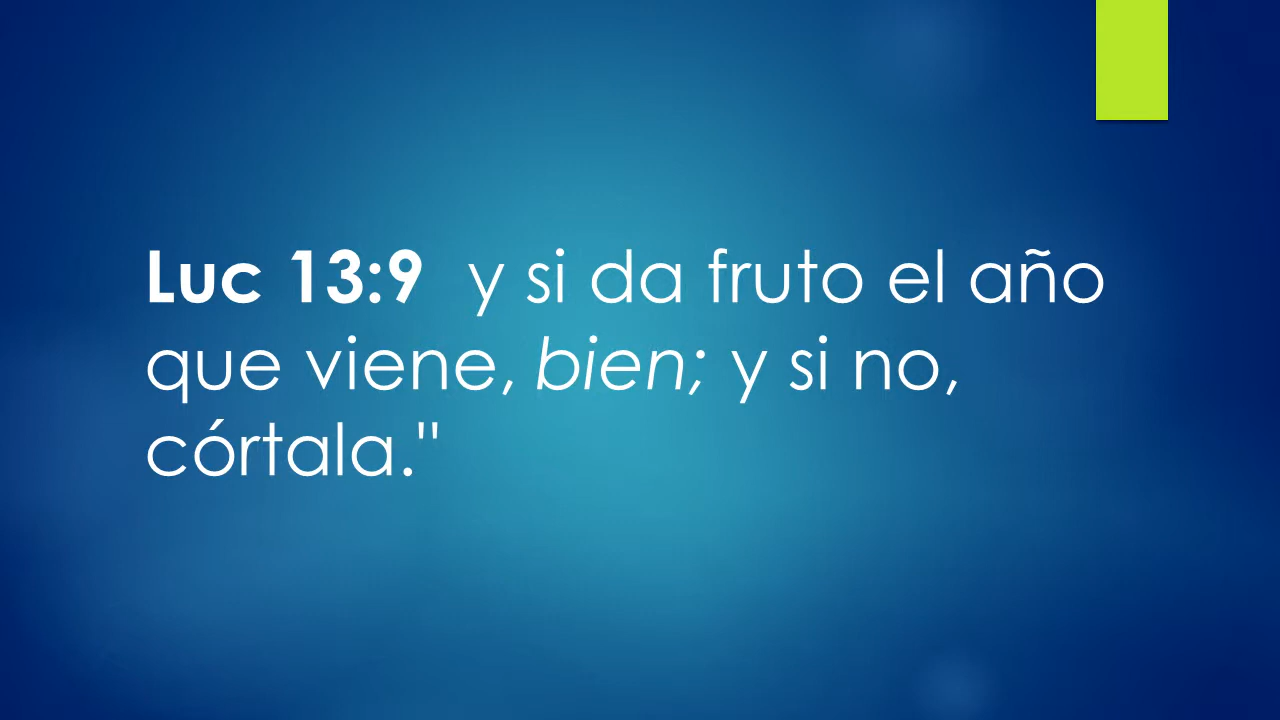 Luc 13:9  y si da fruto el año
que viene, bien; y si no,
córtala."